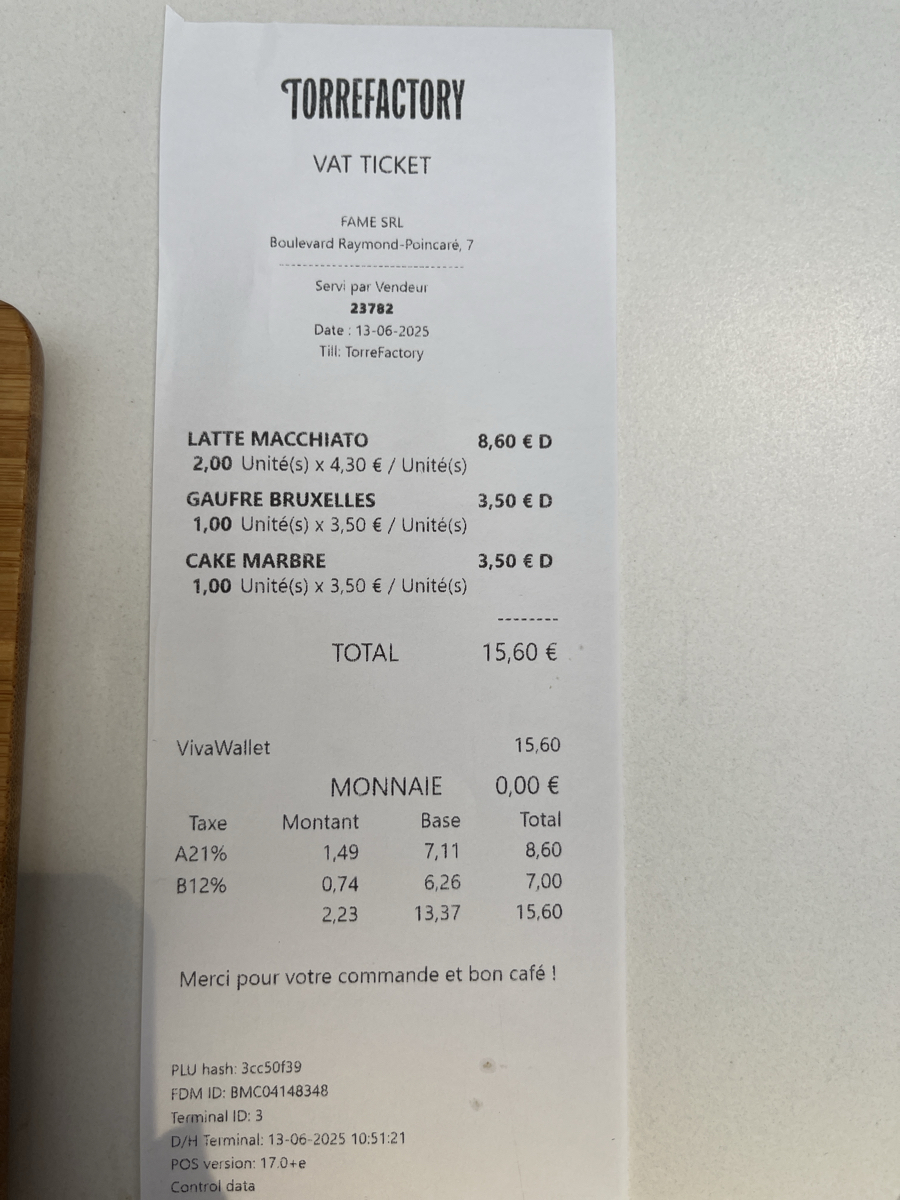 TORREFACTORY
VAT TICKET
FAME SRL
Boulevard Raymond-Poincaré, 7
--------------------------------------
Servi par Vendeur
23782
Date : 13-06-2025
Till: TorreFactory
LATTE MACCHIATO 8,60 € D
2,00 Unité(s) x 4,30 € / Unité(s)
GAUFRE BRUXELLES 3,50 € D
1,00 Unité(s) x 3,50 € / Unité(s)
CAKE MARBRE 3,50 € D
1,00 Unité(s) x 3,50 € / Unité(s)
--------
TOTAL 15,60 €
VivaWallet 15,60
MONNAIE 0,00 €
Taxe Montant Base Total
A21% 1,49 7,11 8,60
B12% 0,74 6,26 7,00
2,23 13,37 15,60
Merci pour votre commande et bon café !
PLU hash: 3cc50f39
FDM ID: BMC04148348
Terminal ID: 3
D/H Terminal: 13-06-2025 10:51:21
POS version: 17.0+e
Control data